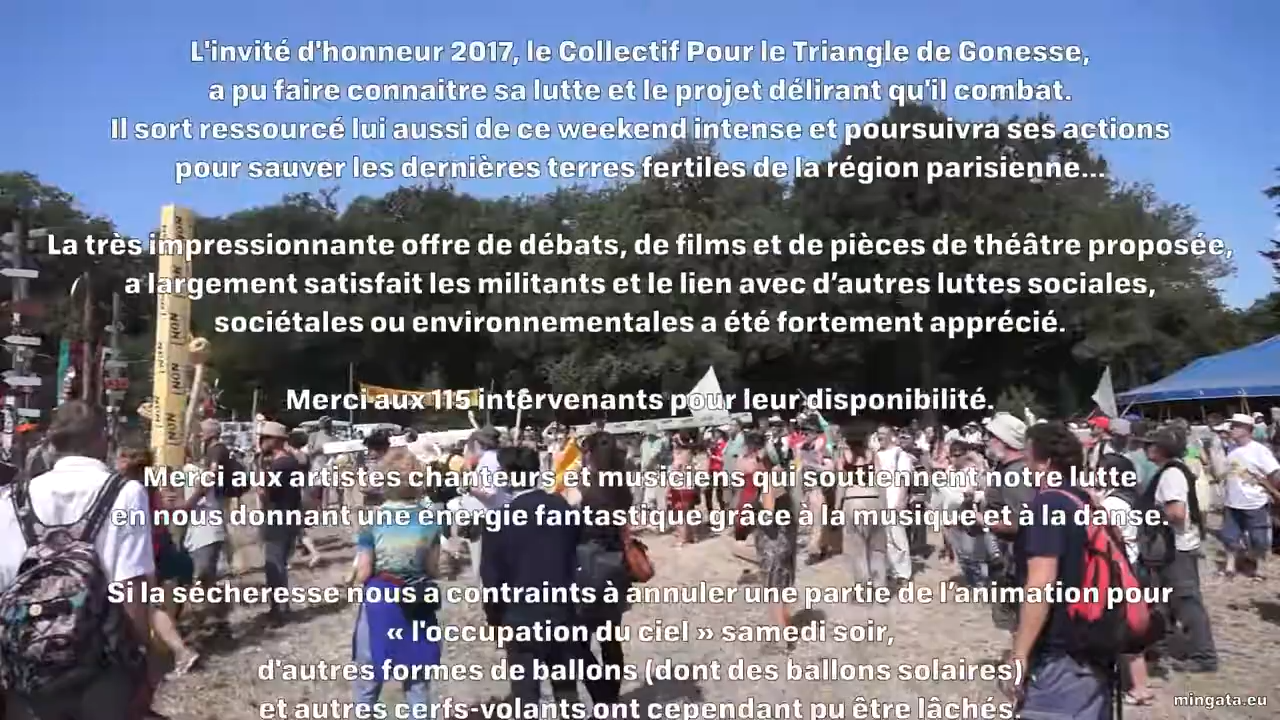 L'invité d'honneur 2017, le Collectif Pour le Triangle de Gonesse,
a pu faire connaitre sa lutte et le projet délirant qu'il combat.
Il sort ressourcé lui aussi de ce weekend intense et poursuivra ses actions
pour sauver les dernières terres fertiles de la région parisienne...
La très impressionnante offre de débats, de films et de pièces de théâtre proposée,
a largement satisfait les militants et le lien avec d’autres luttes sociales,
sociétales ou environnementales a été fortement apprécié.
Merci aux 115 intervenants pour leur disponibilité.
Merci aux artistes chanteurs et musiciens qui soutiennent notre lutte
en nous donnant une énergie fantastique grâce à la musique et à la danse.
Si la sécheresse nous a contraints à annuler une partie de l’animation pour
« l'occupation du ciel » samedi soir,
d'autres formes de ballons (dont des ballons solaires)
et autres cerfs-volants ont cependant pu être lâchés.
mingata.eu
NON
NON
NON
NON